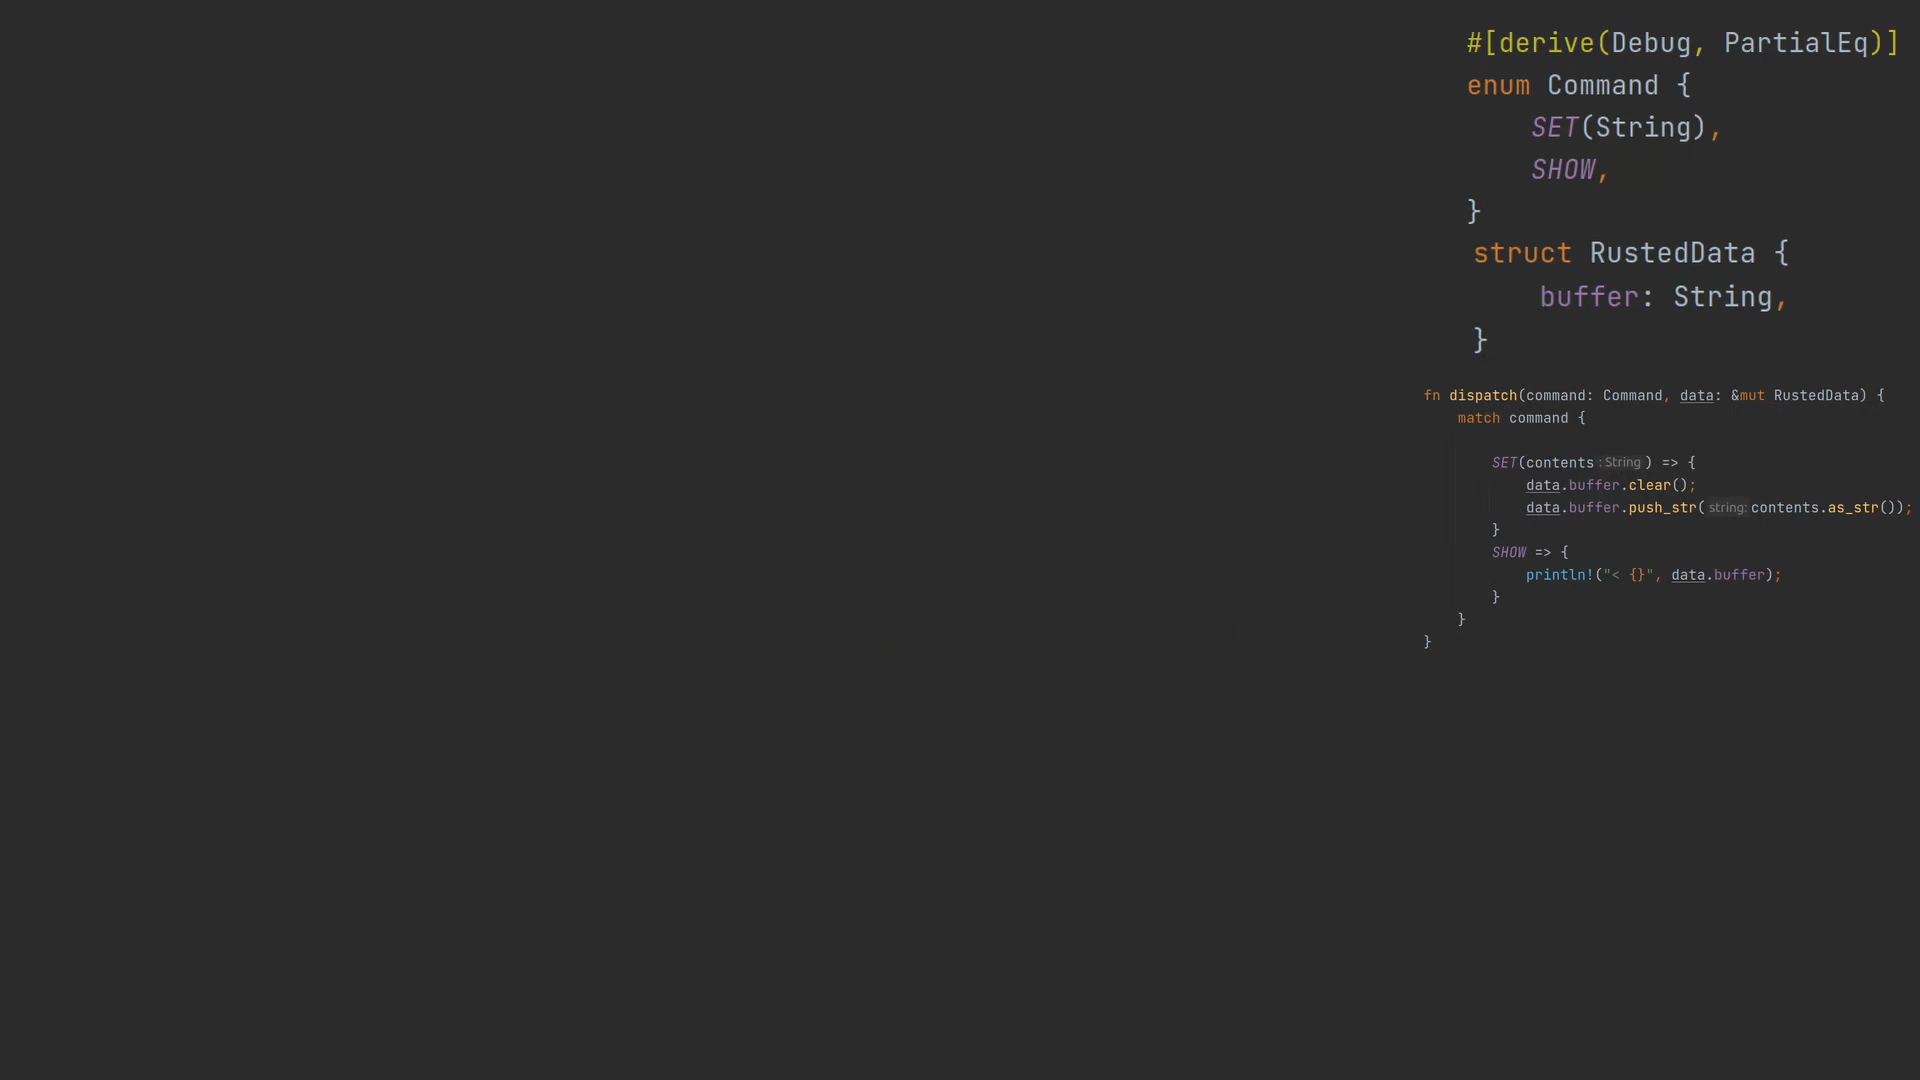 #[derive(Debug, PartialEq)]
enum Command {
    SET(String),
    SHOW,
}
struct RustedData {
    buffer: String,
}
fn dispatch(command: Command, data: &mut RustedData) {
    match command {
        SET(contents: String) => {
            data.buffer.clear();
            data.buffer.push_str(string: contents.as_str());
        }
        SHOW => {
            println!("< {}", data.buffer);
        }
    }
}